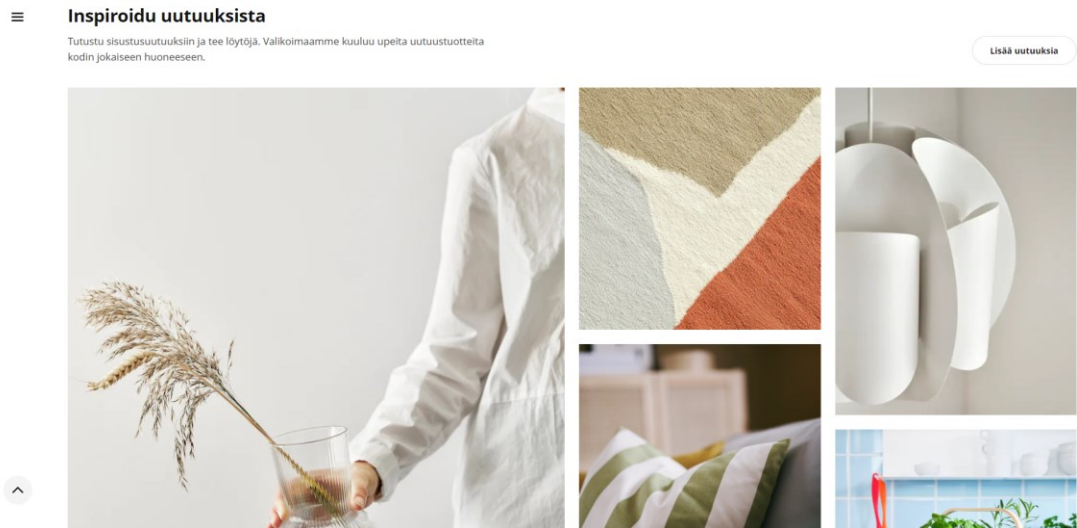 Inspiroidu uutuuksista
Tutustu sisustusuutuuksiin ja tee löytöjä. Valikoimaamme kuuluu upeita uutuustuotteita
kodin jokaiseen huoneeseen.
Lisää uutuuksia